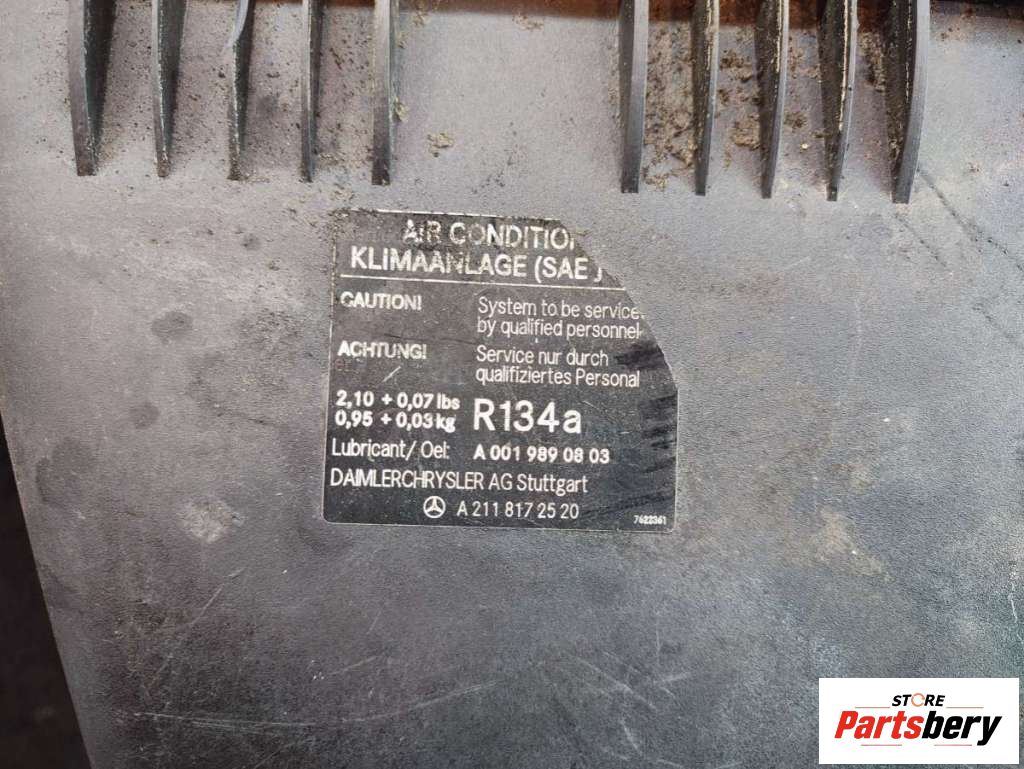 AIR CONDITION
KLIMAANLAGE (SAE J
CAUTION! System to be service
by qualified personnel
ACHTUNG! Service nur durch
qualifiziertes Personal
2,10 + 0,07 lbs
0,95 + 0,03 kg R134a
Lubricant/ Oel: A 001 989 08 03
DAIMLERCHRYSLER AG Stuttgart
A 211 817 25 20 7622361
STORE
Partsbery